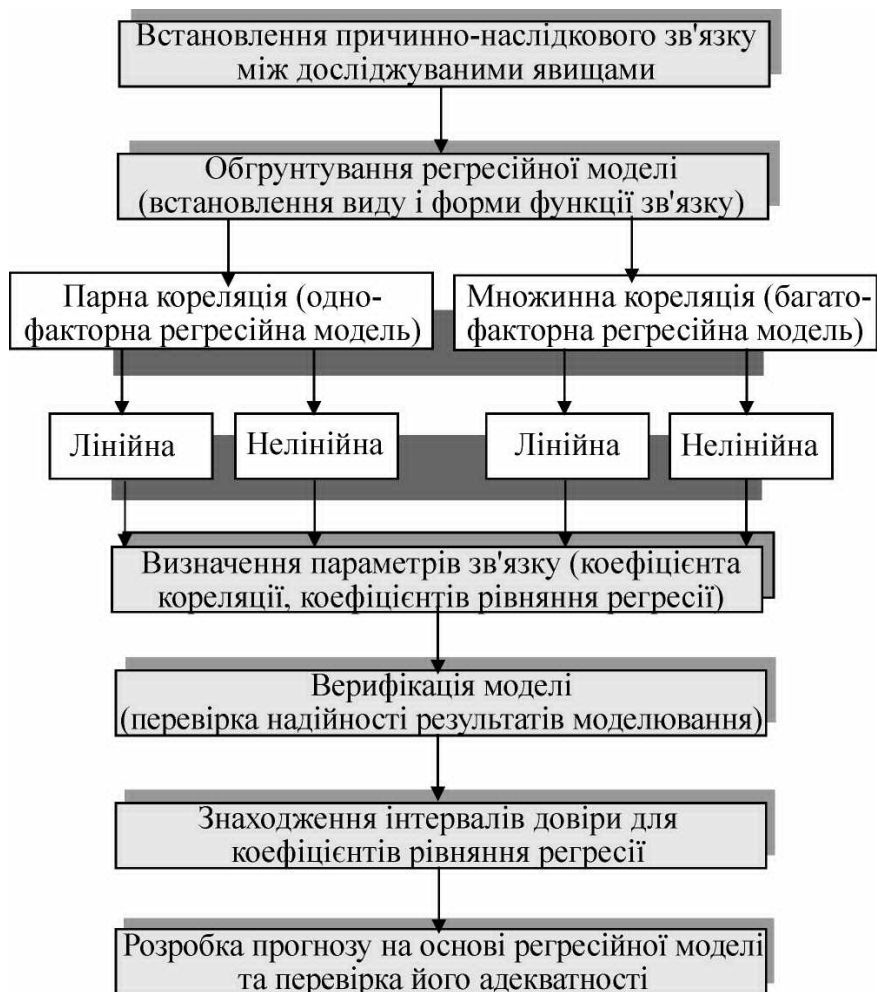 Встановлення причинно-наслідкового зв'язку
між досліджуваними явищами
Обгрунтування регресійної моделі
(встановлення виду і форми функції зв'язку)
Парна кореляція (одно-
факторна регресійна модель)
Множинна кореляція (багато-
факторна регресійна модель)
Лінійна
Нелінійна
Лінійна
Нелінійна
Визначення параметрів зв'язку (коефіцієнта
кореляції, коефіцієнтів рівняння регресії)
Верифікація моделі
(перевірка надійності результатів моделювання)
Знаходження інтервалів довіри для
коефіцієнтів рівняння регресії
Розробка прогнозу на основі регресійної моделі
та перевірка його адекватності